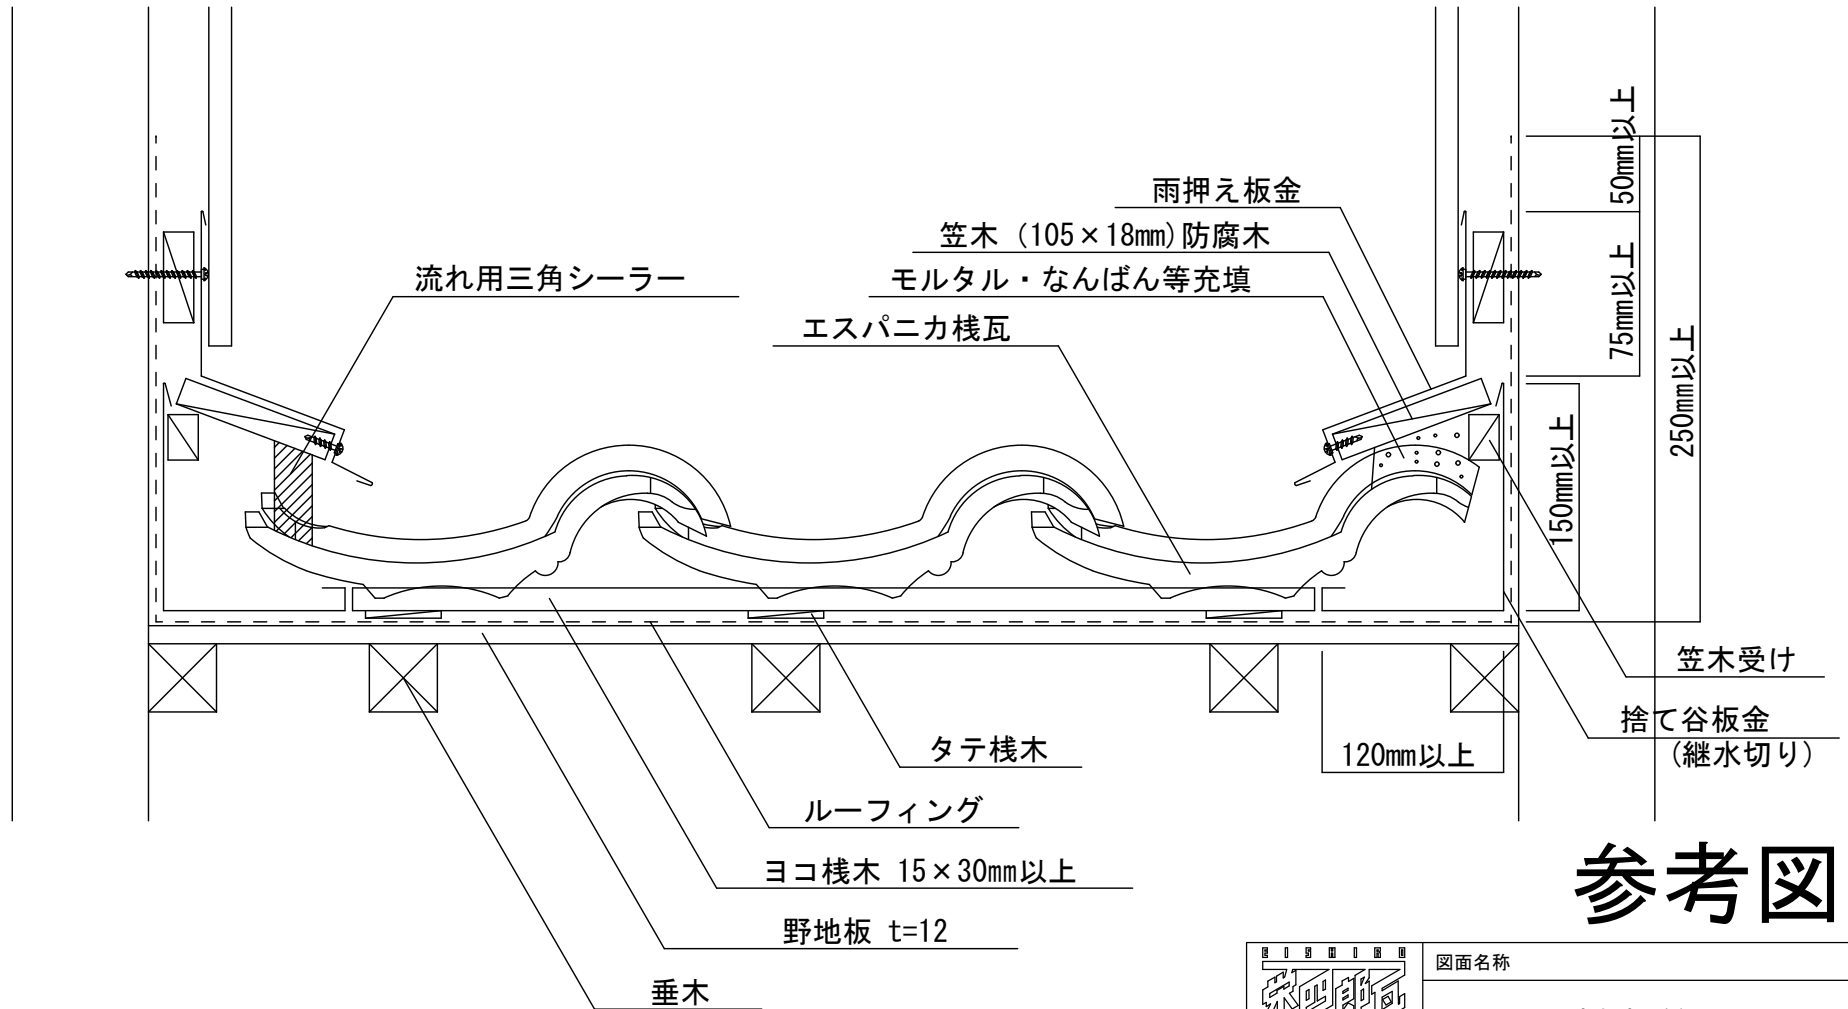 50mm以上
雨押え板金
笠木 (105×18mm)防腐木
流れ用三角シーラー
モルタル・なんばん等充填
75mm以上
エスパニカ桟瓦
250mm以上
150mm以上
笠木受け
捨て谷板金
(継水切り)
タテ桟木
120mm以上
ルーフィング
ヨコ桟木 15×30mm以上
参考図
野地板 t=12
EISHIRO
図面名称
栄四郎瓦
垂木